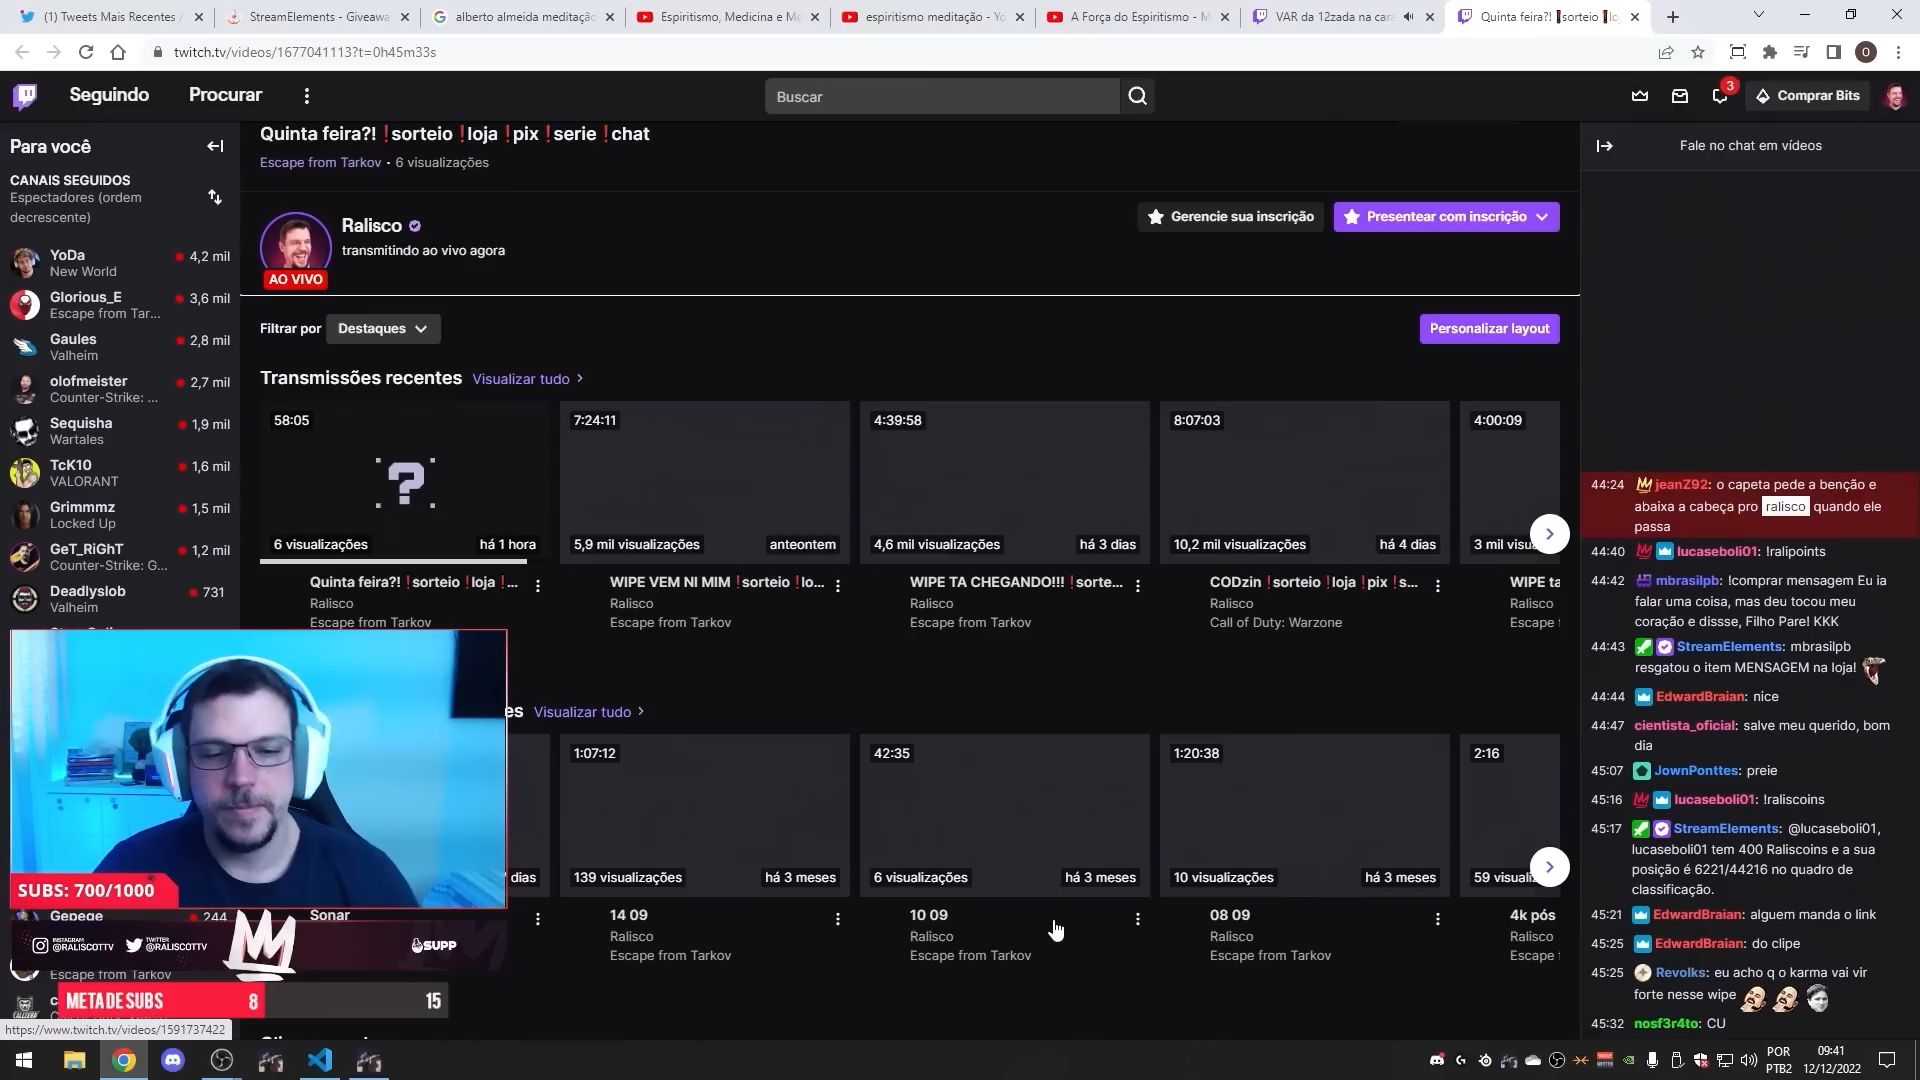 (1) Tweets Mais Recentes /
StreamElements - Giveawa
alberto almeida meditaçã
Espiritismo, Medicina e M
espiritismo meditação - Yo
A Força do Espiritismo - M
VAR da 12zada na cara
Quinta feira?! !sorteio !lo
twitch.tv/videos/1677041113?t=0h45m33s
O
Seguindo
Procurar
Buscar
3
Comprar Bits
Para você
CANAIS SEGUIDOS
Espectadores (ordem
decrescente)
YoDa
4,2 mil
New World
Glorious_E
3,6 mil
Escape from Tar...
Gaules
2,8 mil
Valheim
olofmeister
2,7 mil
Counter-Strike: ...
Sequisha
1,9 mil
Wartales
TcK10
1,6 mil
VALORANT
Grimmmz
1,5 mil
Locked Up
GeT_RiGhT
1,2 mil
Counter-Strike: G...
Deadlyslob
731
Valheim
Quinta feira?! !sorteio !loja !pix !serie !chat
Escape from Tarkov • 6 visualizações
Ralisco
transmitindo ao vivo agora
AO VIVO
Gerencie sua inscrição
Presentear com inscrição
Filtrar por
Destaques
Personalizar layout
Transmissões recentes
Visualizar tudo
58:05
6 visualizações
há 1 hora
Quinta feira?! !sorteio !loja !...
Ralisco
Escape from Tarkov
7:24:11
5,9 mil visualizações
anteontem
WIPE VEM NI MIM !sorteio !lo...
Ralisco
Escape from Tarkov
4:39:58
4,6 mil visualizações
há 3 dias
WIPE TA CHEGANDO!!! !sorte...
Ralisco
Escape from Tarkov
8:07:03
10,2 mil visualizações
há 4 dias
CODzin !sorteio !loja !pix !s...
Ralisco
Call of Duty: Warzone
4:00:09
3 mil visu
WIPE ta
Ralisco
Escape f
es
Visualizar tudo
dias
Sonar
1:07:12
139 visualizações
há 3 meses
14 09
Ralisco
Escape from Tarkov
42:35
6 visualizações
há 3 meses
10 09
Ralisco
Escape from Tarkov
1:20:38
10 visualizações
há 3 meses
08 09
Ralisco
Escape from Tarkov
2:16
59 visuali
4k pós
Ralisco
Escape f
SUBS: 700/1000
Gepege
244
INSTAGRAM
@RALISCOTTV
TWITTER
@RALISCOTTV
SUPP
Escape from Tarkov
META DE SUBS
8
15
https://www.twitch.tv/videos/1591737422
Fale no chat em vídeos
44:24 jeanZ92: o capeta pede a benção e
abaixa a cabeça pro ralisco quando ele
passa
44:40 lucaseboli01: !ralipoints
44:42 mbrasilpb: !comprar mensagem Eu ia
falar uma coisa, mas deu tocou meu
coração e dissse, Filho Pare! KKK
44:43 StreamElements: mbrasilpb
resgatou o item MENSAGEM na loja!
44:44 EdwardBraian: nice
44:47 cientista_oficial: salve meu querido, bom
dia
45:07 JownPonttes: preie
45:16 lucaseboli01: !raliscoins
45:17 StreamElements: @lucaseboli01,
lucaseboli01 tem 400 Raliscoins e a sua
posição é 6221/44216 no quadro de
classificação.
45:21 EdwardBraian: alguem manda o link
45:25 EdwardBraian: do clipe
45:25 Revolks: eu acho q o karma vai vir
forte nesse wipe
45:32 nosf3r4to: CU
POR
PTB2
09:41
12/12/2022